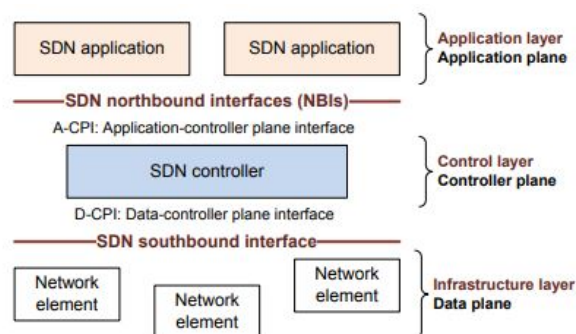 SDN application
SDN application
Application layer
Application plane
SDN northbound interfaces (NBIs)
A-CPI: Application-controller plane interface
SDN controller
Control layer
Controller plane
D-CPI: Data-controller plane interface
SDN southbound interface
Network
element
Network
element
Network
element
Infrastructure layer
Data plane